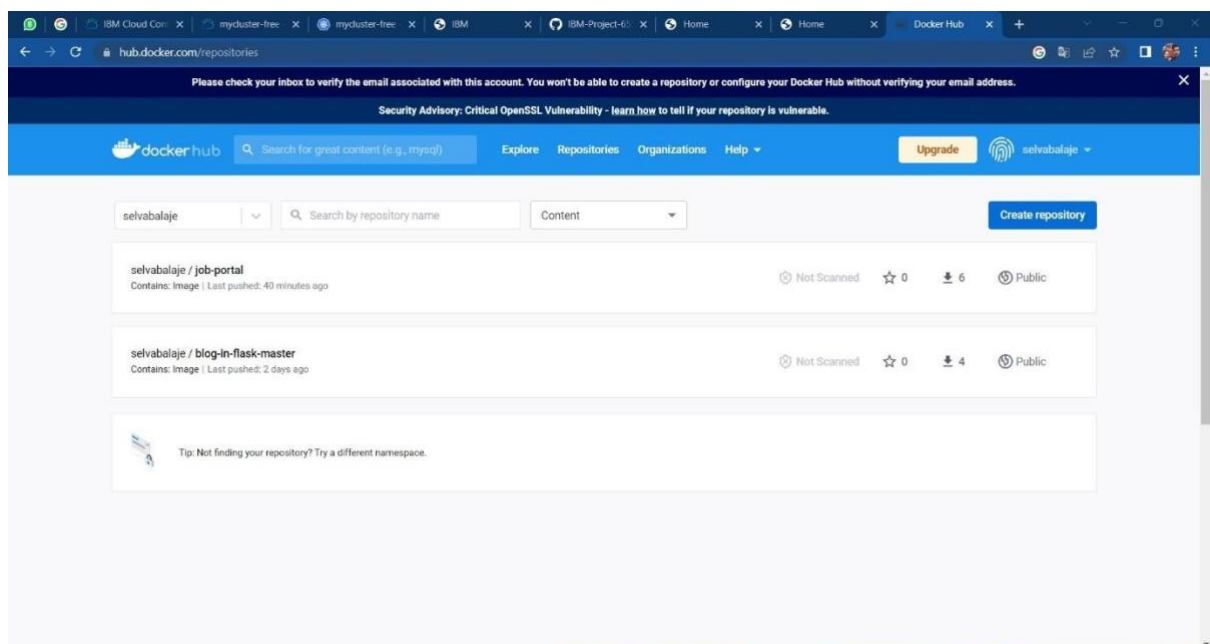 IBM Cloud Con
mycluster-free
mycluster-free
IBM
IBM-Project-65
Home
Home
Docker Hub
hub.docker.com/repositories
Please check your inbox to verify the email associated with this account. You won't be able to create a repository or configure your Docker Hub without verifying your email address.
Security Advisory: Critical OpenSSL Vulnerability - learn how to tell if your repository is vulnerable.
docker hub
Search for great content (e.g., mysql)
Explore
Repositories
Organizations
Help
Upgrade
selvabalaje
selvabalaje
Search by repository name
Content
Create repository
selvabalaje / job-portal
Contains: Image | Last pushed: 40 minutes ago
Not Scanned
0
6
Public
selvabalaje / blog-in-flask-master
Contains: Image | Last pushed: 2 days ago
Not Scanned
0
4
Public
Tip: Not finding your repository? Try a different namespace.